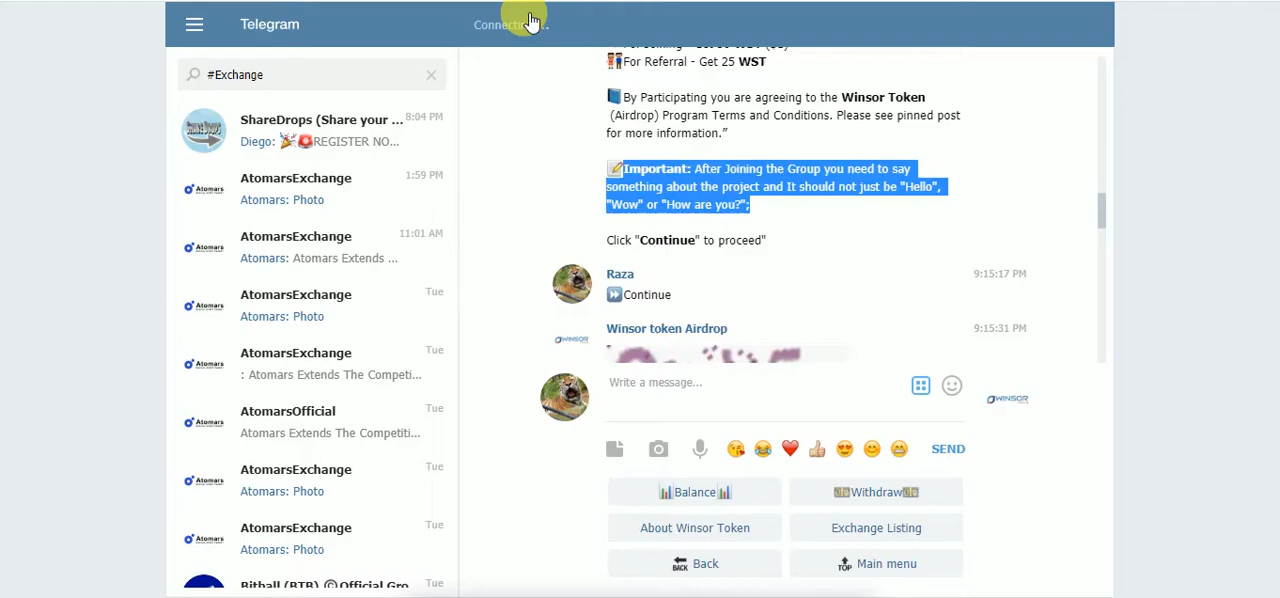 Telegram
#Exchange
ShareDrops (Share your ...
8:04 PM
Diego: 🎉🚨REGISTER NO...
AtomarsExchange
1:59 PM
Atomars: Photo
AtomarsExchange
11:01 AM
Atomars: Atomars Extends ...
AtomarsExchange
Tue
Atomars: Photo
AtomarsExchange
Tue
: Atomars Extends The Competi...
AtomarsOfficial
Tue
Atomars Extends The Competiti...
AtomarsExchange
Tue
Atomars: Photo
AtomarsExchange
Tue
Atomars: Photo
Bitball (BTB) ©Official Gro
Tue
For Referral - Get 25 WST
📘By Participating you are agreeing to the Winsor Token
(Airdrop) Program Terms and Conditions. Please see pinned post
for more information.”
📝Important: After Joining the Group you need to say
something about the project and It should not just be "Hello",
"Wow" or "How are you?";
Click "Continue" to proceed"
Raza
9:15:17 PM
⏩Continue
Winsor token Airdrop
9:15:31 PM
Write a message...
WINSOR
SEND
📊Balance📊
💵Withdraw💵
About Winsor Token
Exchange Listing
🔙 Back
🔝 Main menu